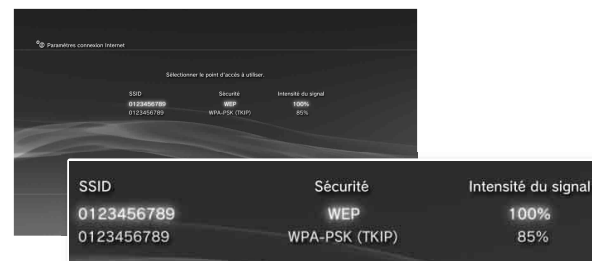 Paramètres connexion Internet
Sélectionner le point d'accès à utiliser.
SSID Sécurité Intensité du signal
0123456789 WEP 100%
0123456789 WPA-PSK (TKIP) 85%
SSID Sécurité Intensité du signal
0123456789 WEP 100%
0123456789 WPA-PSK (TKIP) 85%